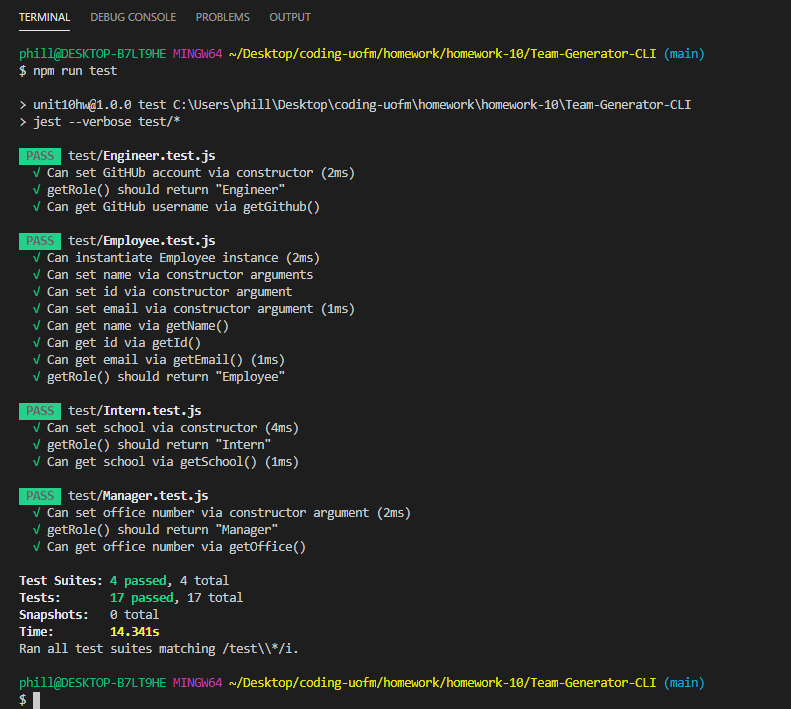 TERMINAL DEBUG CONSOLE PROBLEMS OUTPUT
phill@DESKTOP-B7LT9HE MINGW64 ~/Desktop/coding-uofm/homework/homework-10/Team-Generator-CLI (main)
$ npm run test
> unit10hw@1.0.0 test C:\Users\phill\Desktop\coding-uofm\homework\homework-10\Team-Generator-CLI
> jest --verbose test/*
PASS test/Engineer.test.js
√ Can set GitHUb account via constructor (2ms)
√ getRole() should return "Engineer"
√ Can get GitHub username via getGithub()
PASS test/Employee.test.js
√ Can instantiate Employee instance (2ms)
√ Can set name via constructor arguments
√ Can set id via constructor argument
√ Can set email via constructor argument (1ms)
√ Can get name via getName()
√ Can get id via getId()
√ Can get email via getEmail() (1ms)
√ getRole() should return "Employee"
PASS test/Intern.test.js
√ Can set school via constructor (4ms)
√ getRole() should return "Intern"
√ Can get school via getSchool() (1ms)
PASS test/Manager.test.js
√ Can set office number via constructor argument (2ms)
√ getRole() should return "Manager"
√ Can get office number via getOffice()
Test Suites: 4 passed, 4 total
Tests: 17 passed, 17 total
Snapshots: 0 total
Time: 14.341s
Ran all test suites matching /test\\*/i.
phill@DESKTOP-B7LT9HE MINGW64 ~/Desktop/coding-uofm/homework/homework-10/Team-Generator-CLI (main)
$